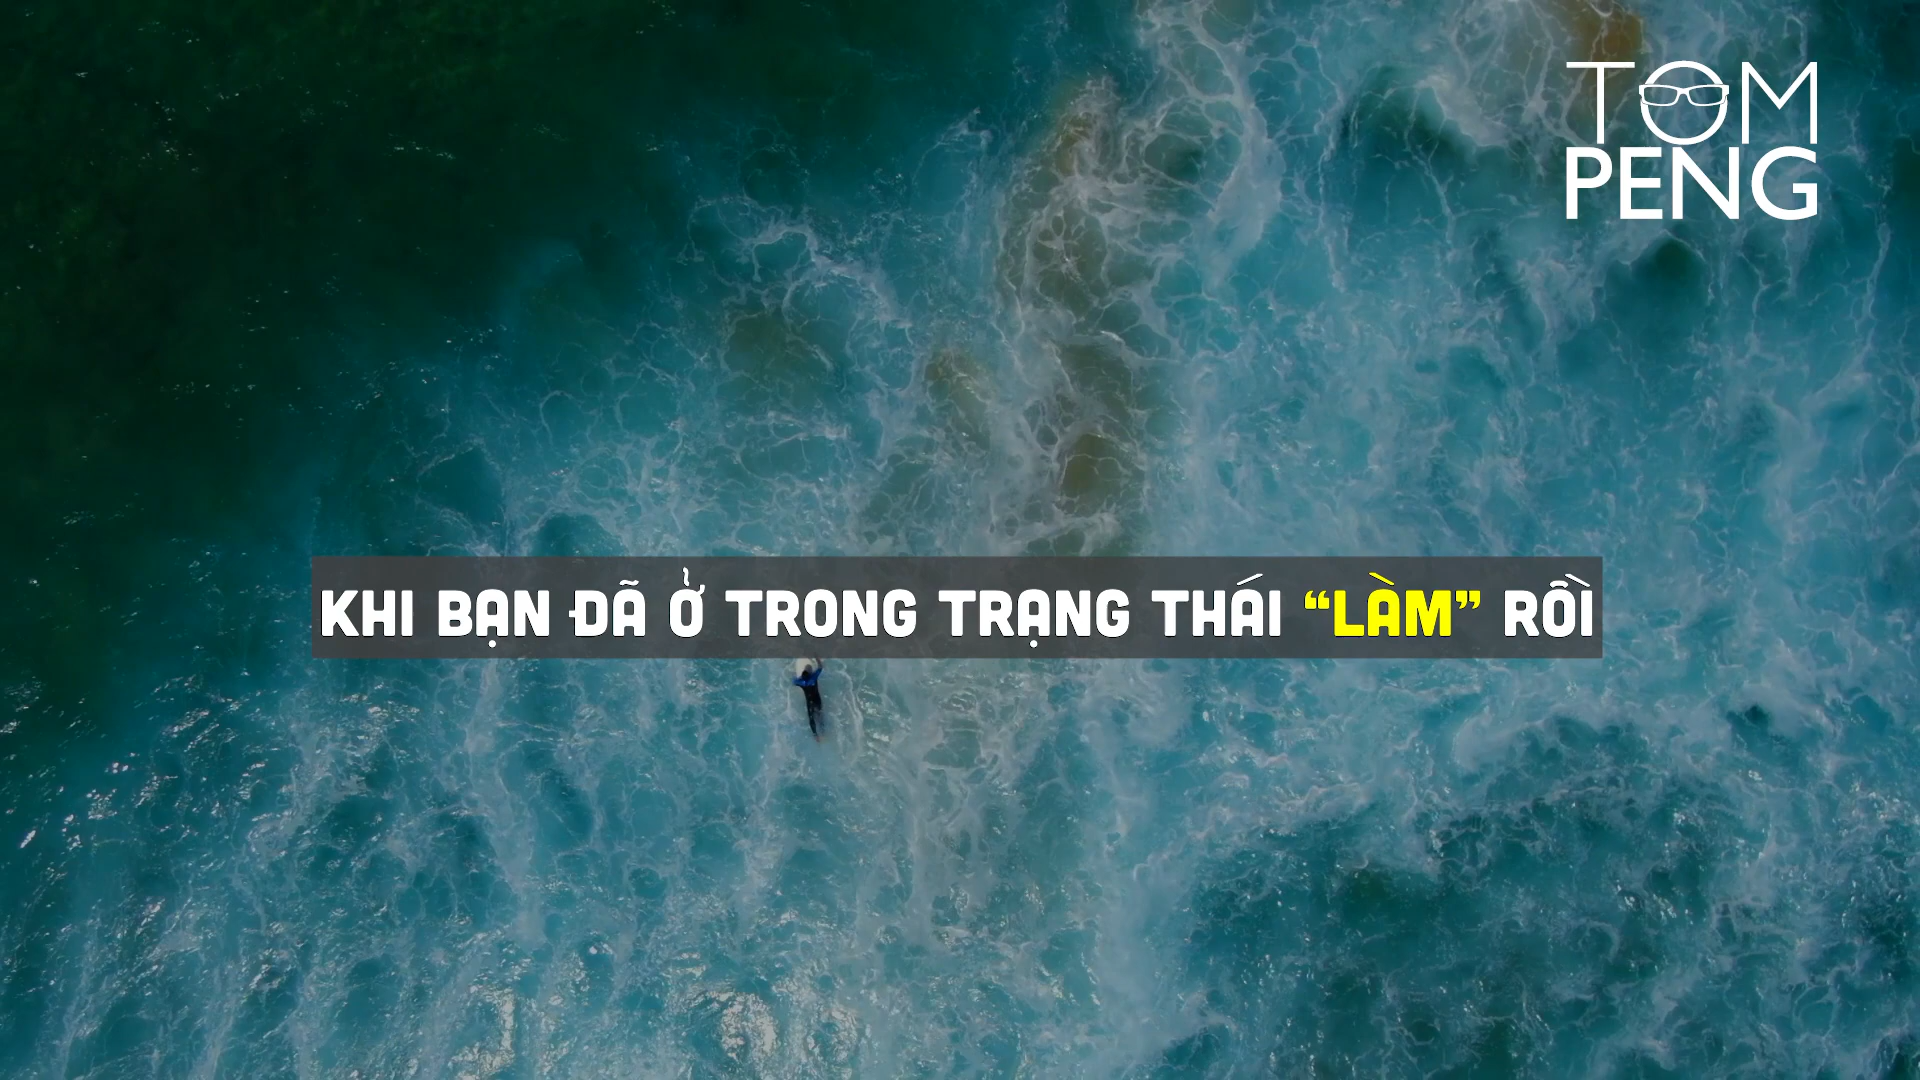 TOM
PENG
KHI BẠN ĐÃ Ở TRONG TRẠNG THÁI “LÀM” RỒI